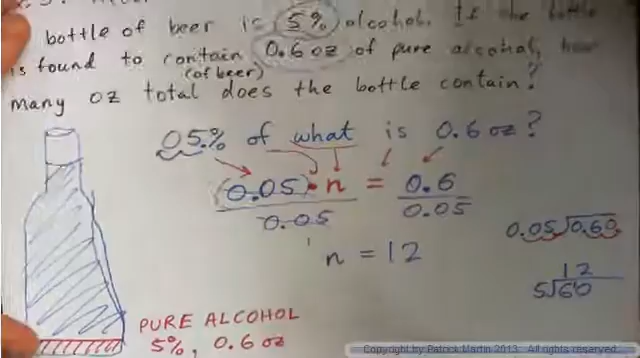 bottle of beer is 5% alcohol. If the bottle
is found to contain 0.6 oz of pure alcohol, how
(of beer)
many oz total does the bottle contain?
05.% of what is 0.6 oz?
(0.05) • n = 0.6
0.05 0.05
n = 12
0.05 0.60
12
5 60
PURE ALCOHOL
5%, 0.6 oz
Copyright by Patrick Martin 2013. All rights reserved.